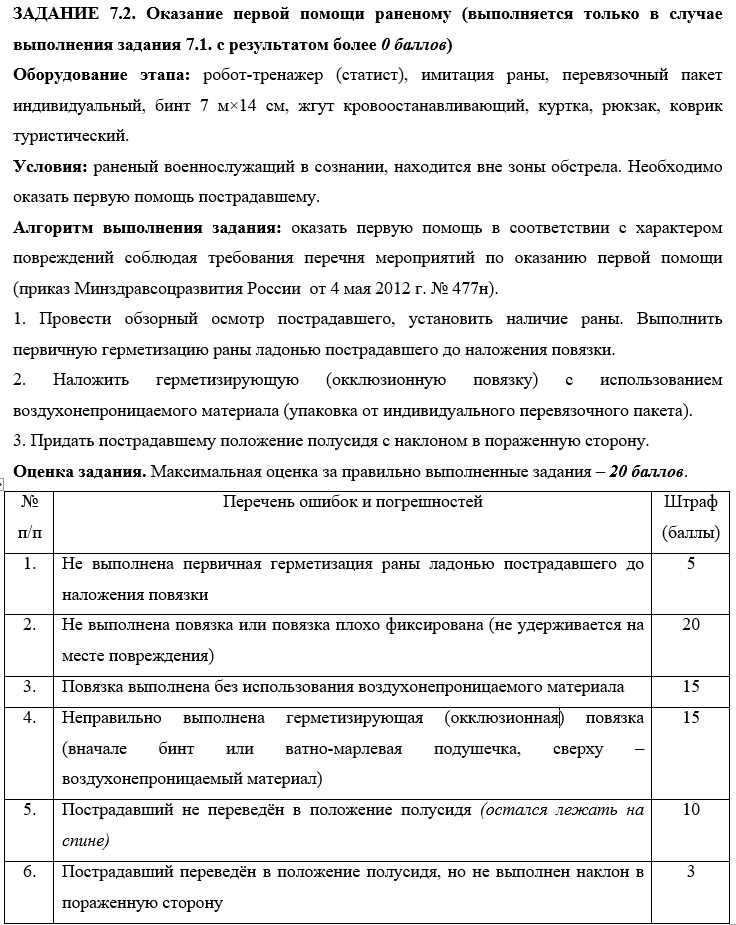 ЗАДАНИЕ 7.2. Оказание первой помощи раненому (выполняется только в случае
выполнения задания 7.1. с результатом более 0 баллов)
Оборудование этапа: робот-тренажер (статист), имитация раны, перевязочный пакет
индивидуальный, бинт 7 м×14 см, жгут кровоостанавливающий, куртка, рюкзак, коврик
туристический.
Условия: раненый военнослужащий в сознании, находится вне зоны обстрела. Необходимо
оказать первую помощь пострадавшему.
Алгоритм выполнения задания: оказать первую помощь в соответствии с характером
повреждений соблюдая требования перечня мероприятий по оказанию первой помощи
(приказ Минздравсоцразвития России от 4 мая 2012 г. № 477н).
1. Провести обзорный осмотр пострадавшего, установить наличие раны. Выполнить
первичную герметизацию раны ладонью пострадавшего до наложения повязки.
2. Наложить герметизирующую (окклюзионную повязку) с использованием
воздухонепроницаемого материала (упаковка от индивидуального перевязочного пакета).
3. Придать пострадавшему положение полусидя с наклоном в пораженную сторону.
Оценка задания. Максимальная оценка за правильно выполненные задания – 20 баллов.
№ п/п Перечень ошибок и погрешностей Штраф (баллы)
1. Не выполнена первичная герметизация раны ладонью пострадавшего до 5
наложения повязки
2. Не выполнена повязка или повязка плохо фиксирована (не удерживается на 20
месте повреждения)
3. Повязка выполнена без использования воздухонепроницаемого материала 15
4. Неправильно выполнена герметизирующая (окклюзионная) повязка 15
(вначале бинт или ватно-марлевая подушечка, сверху –
воздухонепроницаемый материал)
5. Пострадавший не переведён в положение полусидя (остался лежать на 10
спине)
6. Пострадавший переведён в положение полусидя, но не выполнен наклон в 3
пораженную сторону